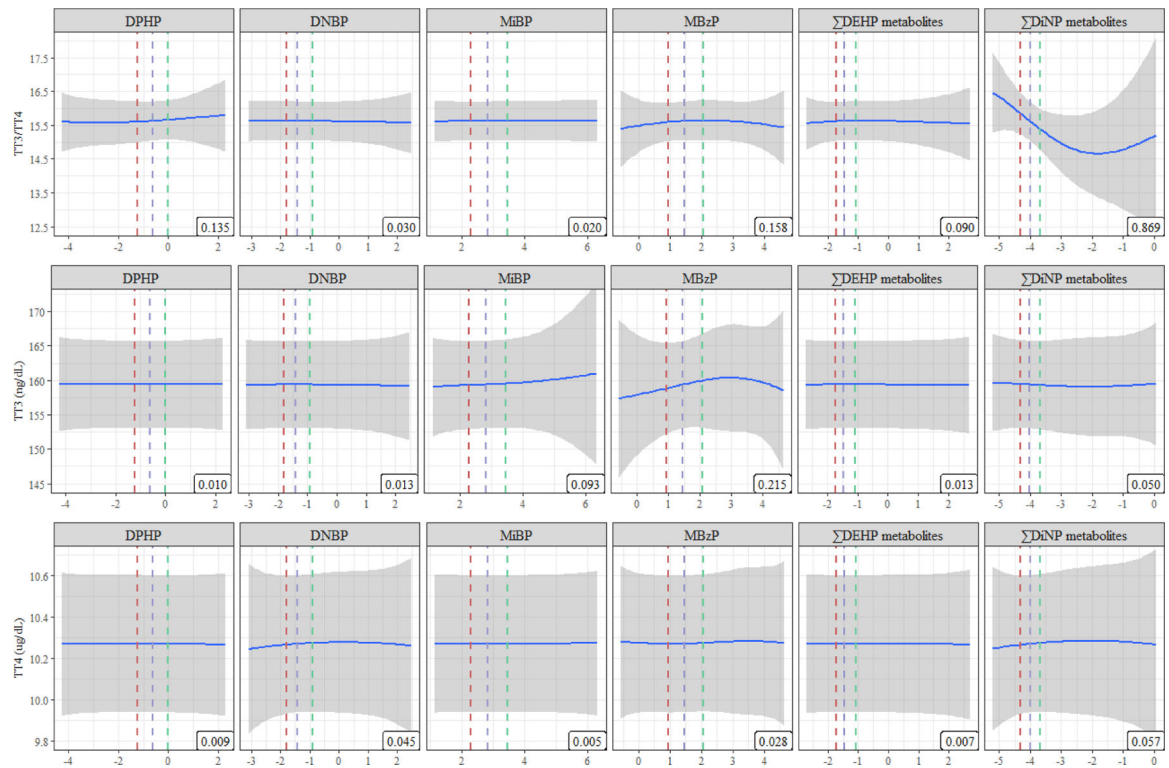 DPHP DNBP MiBP MBzP ∑DEHP metabolites ∑DiNP metabolites
TT3/TT4
17.5
16.5
15.5
14.5
13.5
12.5
0.135 0.030 0.020 0.158 0.090 0.869
-4 -2 0 2 -3 -2 -1 0 1 2 2 4 6 0 1 2 3 4 -2 -1 0 1 2 -5 -4 -3 -2 -1 0
DPHP DNBP MiBP MBzP ∑DEHP metabolites ∑DiNP metabolites
TT3 (ng/dL)
170
165
160
155
150
145
0.010 0.013 0.093 0.215 0.013 0.050
-4 -2 0 2 -3 -2 -1 0 1 2 2 4 6 0 1 2 3 4 -2 -1 0 1 2 -5 -4 -3 -2 -1 0
DPHP DNBP MiBP MBzP ∑DEHP metabolites ∑DiNP metabolites
TT4 (ug/dL)
10.6
10.4
10.2
10.0
9.8
0.009 0.045 0.005 0.028 0.007 0.057
-4 -2 0 2 -3 -2 -1 0 1 2 2 4 6 0 1 2 3 4 -2 -1 0 1 2 -5 -4 -3 -2 -1 0